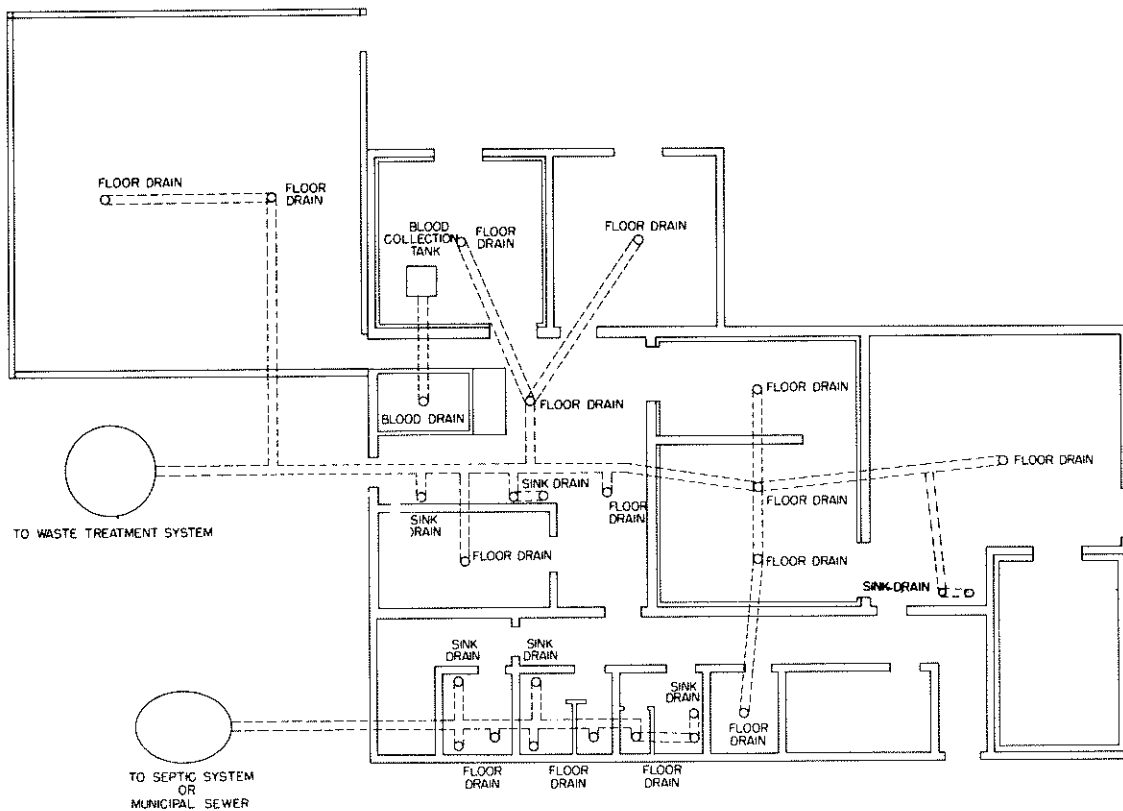 FLOOR DRAIN
FLOOR
DRAIN
BLOOD
COLLECTION
TANK
FLOOR
DRAIN
FLOOR DRAIN
BLOOD DRAIN
FLOOR DRAIN
FLOOR DRAIN
FLOOR DRAIN
SINK DRAIN
SINK
DRAIN
FLOOR
DRAIN
FLOOR DRAIN
TO WASTE TREATMENT SYSTEM
FLOOR DRAIN
FLOOR DRAIN
SINK DRAIN
SINK
DRAIN
SINK
DRAIN
SINK
DRAIN
FLOOR
DRAIN
FLOOR
DRAIN
FLOOR
DRAIN
FLOOR
DRAIN
TO SEPTIC SYSTEM
OR
MUNICIPAL SEWER